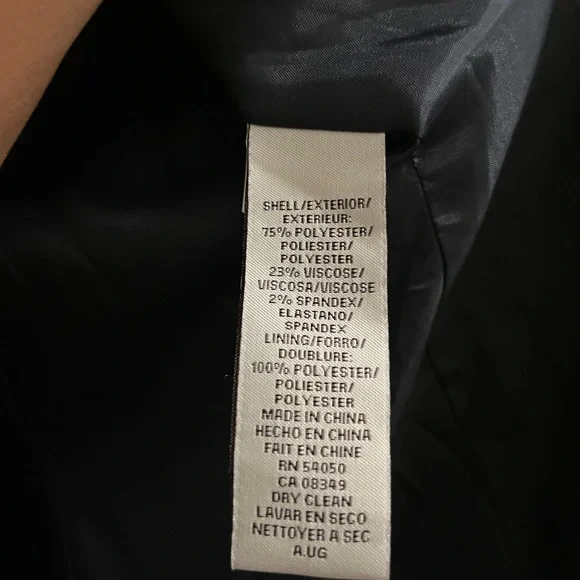 SHELL/EXTERIOR/
EXTERIEUR:
75% POLYESTER/
POLIESTER/
POLYESTER
23% VISCOSE/
VISCOSA/VISCOSE
2% SPANDEX/
ELASTANO/
SPANDEX
LINING/FORRO/
DOUBLURE:
100% POLYESTER/
POLIESTER/
POLYESTER
MADE IN CHINA
HECHO EN CHINA
FAIT EN CHINE
RN 54050
CA 08349
DRY CLEAN
LAVAR EN SECO
NETTOYER A SEC
A.UG